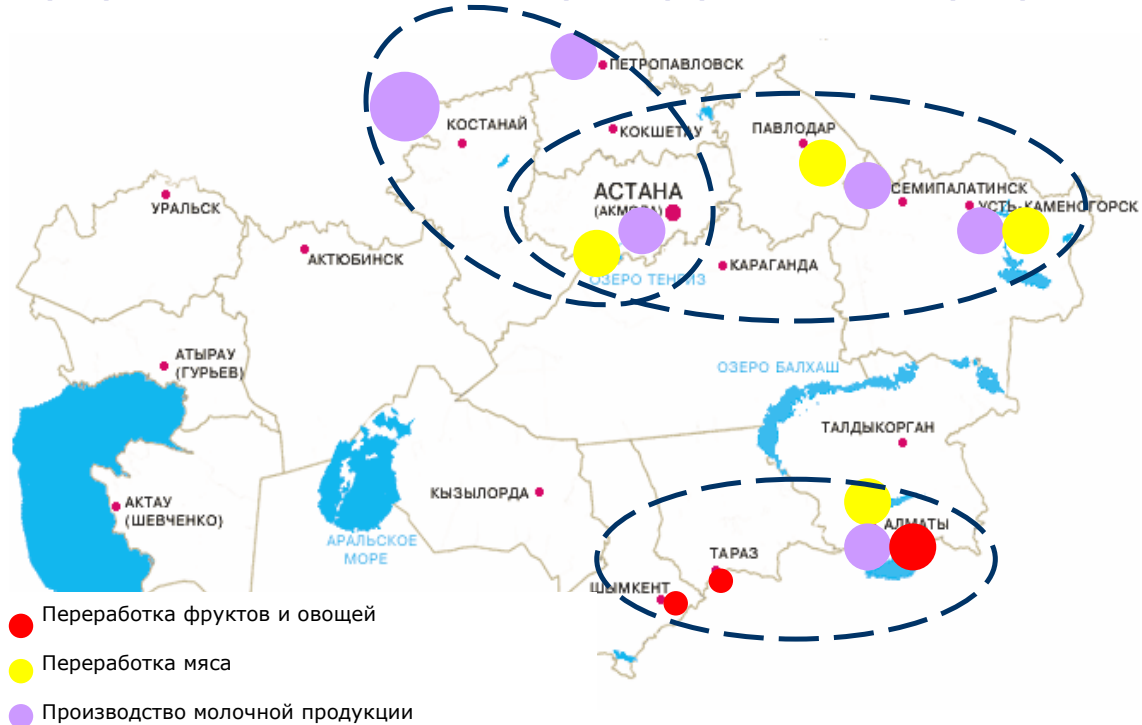 ПЕТРОПАВЛОВСК
КОСТАНАЙ
КОКШЕТАУ
ПАВЛОДАР
АСТАНА
(АКМОЛА)
СЕМИПАЛАТИНСК
УСТЬ-КАМЕНОГОРСК
УРАЛЬСК
АКТЮБИНСК
КАРАГАНДА
ОЗЕРО ТЕНГИЗ
АТЫРАУ
(ГУРЬЕВ)
ОЗЕРО БАЛХАШ
ТАЛДЫКОРГАН
КЫЗЫЛОРДА
АКТАУ
(ШЕВЧЕНКО)
АРАЛЬСКОЕ
МОРЕ
АЛМАТЫ
ТАРАЗ
ШЫМКЕНТ
Переработка фруктов и овощей
Переработка мяса
Производство молочной продукции